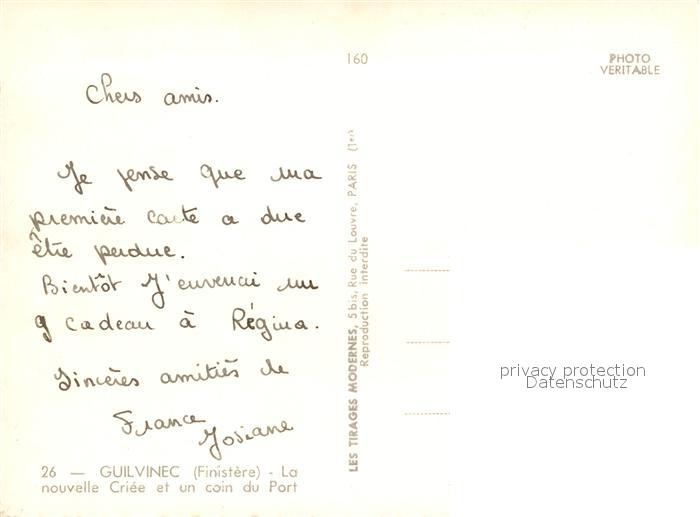 160
PHOTO
VERITABLE
Chers amis.
Je pense que ma
première carte a due
être perdue.
Bientôt J'enverrai un
cadeau à Régina.
Sincères amitiés de
France
Josiane
26 — GUILVINEC (Finistère) - La
nouvelle Criée et un coin du Port
LES TIRAGES MODERNES, 5 bis, Rue du Louvre, PARIS (1er)
Reproduction interdite
privacy protection
Datenschutz